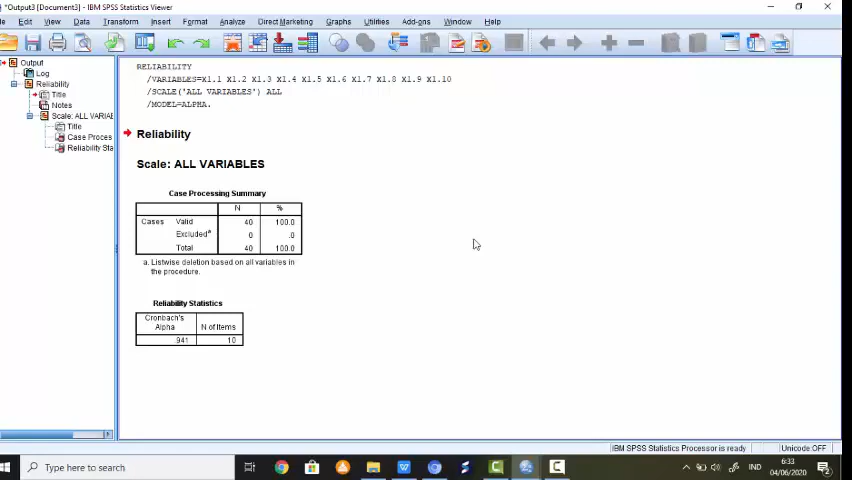 *Output3 [Document3] - IBM SPSS Statistics Viewer
Edit View Data Transform Insert Format Analyze Direct Marketing Graphs Utilities Add-ons Window Help
Output
Log
Reliability
Title
Notes
Scale: ALL VARIAB
Title
Case Proces
Reliability Sta
RELIABILITY
/VARIABLES=x1.1 x1.2 x1.3 x1.4 x1.5 x1.6 x1.7 x1.8 x1.9 x1.10
/SCALE('ALL VARIABLES') ALL
/MODEL=ALPHA.
Reliability
Scale: ALL VARIABLES
Case Processing Summary
N %
Cases Valid 40 100.0
Excludedª 0 .0
Total 40 100.0
a. Listwise deletion based on all variables in
the procedure.
Reliability Statistics
Cronbach's
Alpha N of Items
.941 10
IBM SPSS Statistics Processor is ready Unicode:OFF
Type here to search
IND
6:33
04/06/2020
2